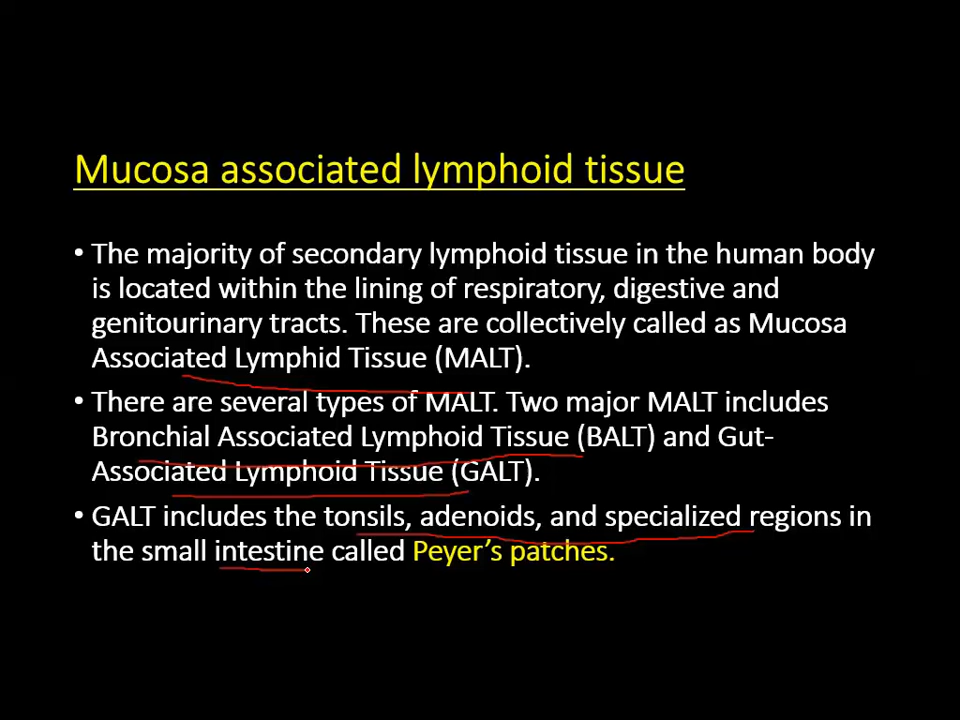 Mucosa associated lymphoid tissue
• The majority of secondary lymphoid tissue in the human body
is located within the lining of respiratory, digestive and
genitourinary tracts. These are collectively called as Mucosa
Associated Lymphid Tissue (MALT).
• There are several types of MALT. Two major MALT includes
Bronchial Associated Lymphoid Tissue (BALT) and Gut-
Associated Lymphoid Tissue (GALT).
• GALT includes the tonsils, adenoids, and specialized regions in
the small intestine called Peyer’s patches.